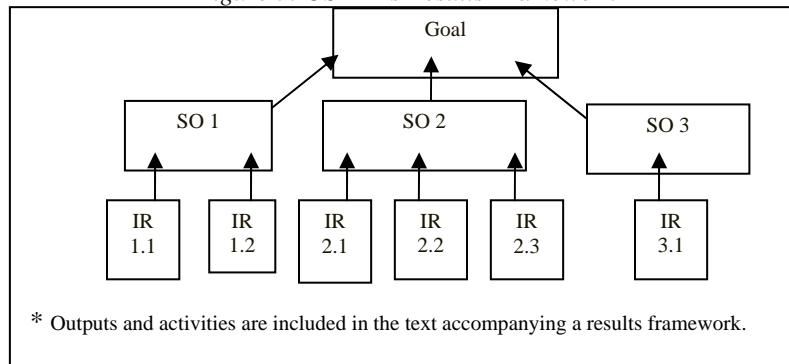 Goal
SO 1
SO 2
SO 3
IR
1.1
IR
1.2
IR
2.1
IR
2.2
IR
2.3
IR
3.1
* Outputs and activities are included in the text accompanying a results framework.